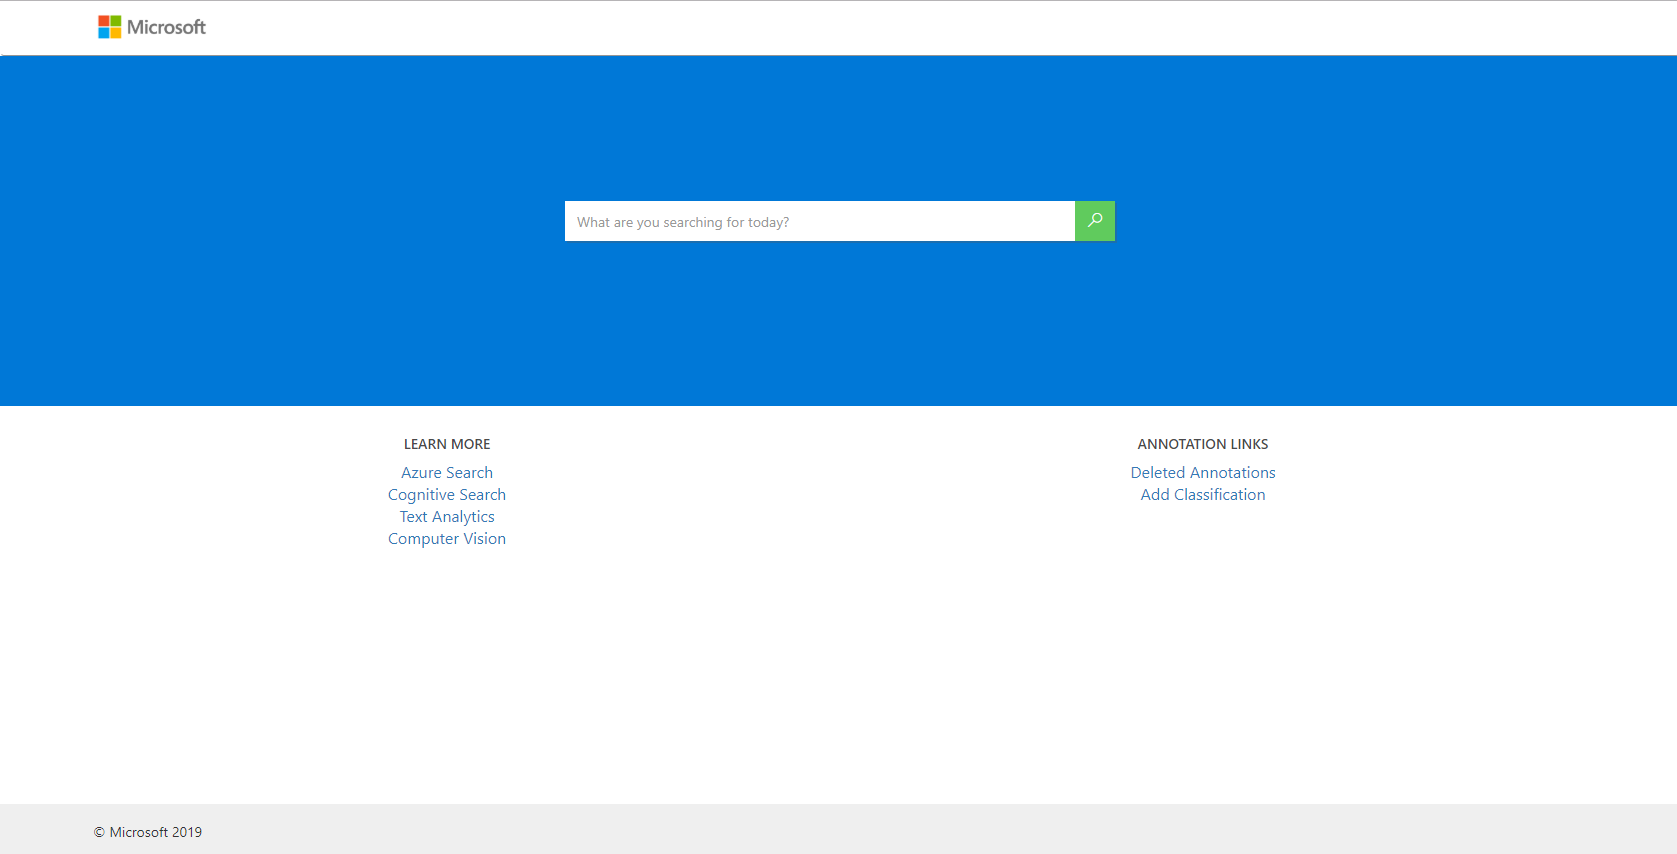 Microsoft
What are you searching for today?
LEARN MORE
Azure Search
Cognitive Search
Text Analytics
Computer Vision
ANNOTATION LINKS
Deleted Annotations
Add Classification
© Microsoft 2019